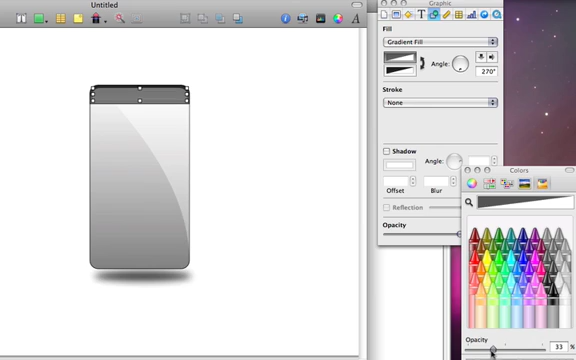 Untitled
A
Graphic
T
Fill
Gradient Fill
Angle:
270°
Stroke
None
Shadow
Angle:
Offset
Blur
Reflection
Opacity
Colors
Opacity
33
%